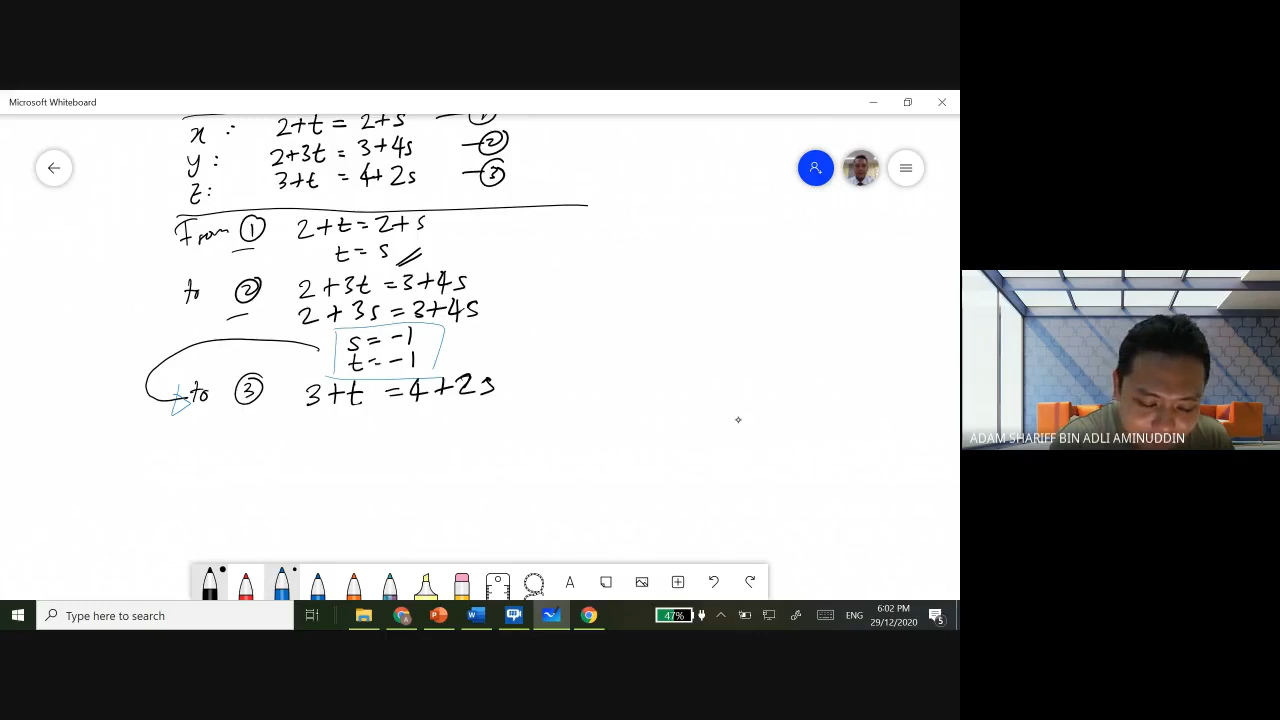 Microsoft Whiteboard
x : 2+t = 2+s — ①
y : 2+3t = 3+4s — ②
z : 3+t = 4+2s — ③
From ① 2+t = 2+s
t = s
to ② 2+3t = 3+4s
2+3s = 3+4s
s = -1
t = -1
to ③ 3+t = 4+2s
ADAM SHARIFF BIN ADLI AMINUDDIN
A
Type here to search
47%
ENG
6:02 PM
29/12/2020
5